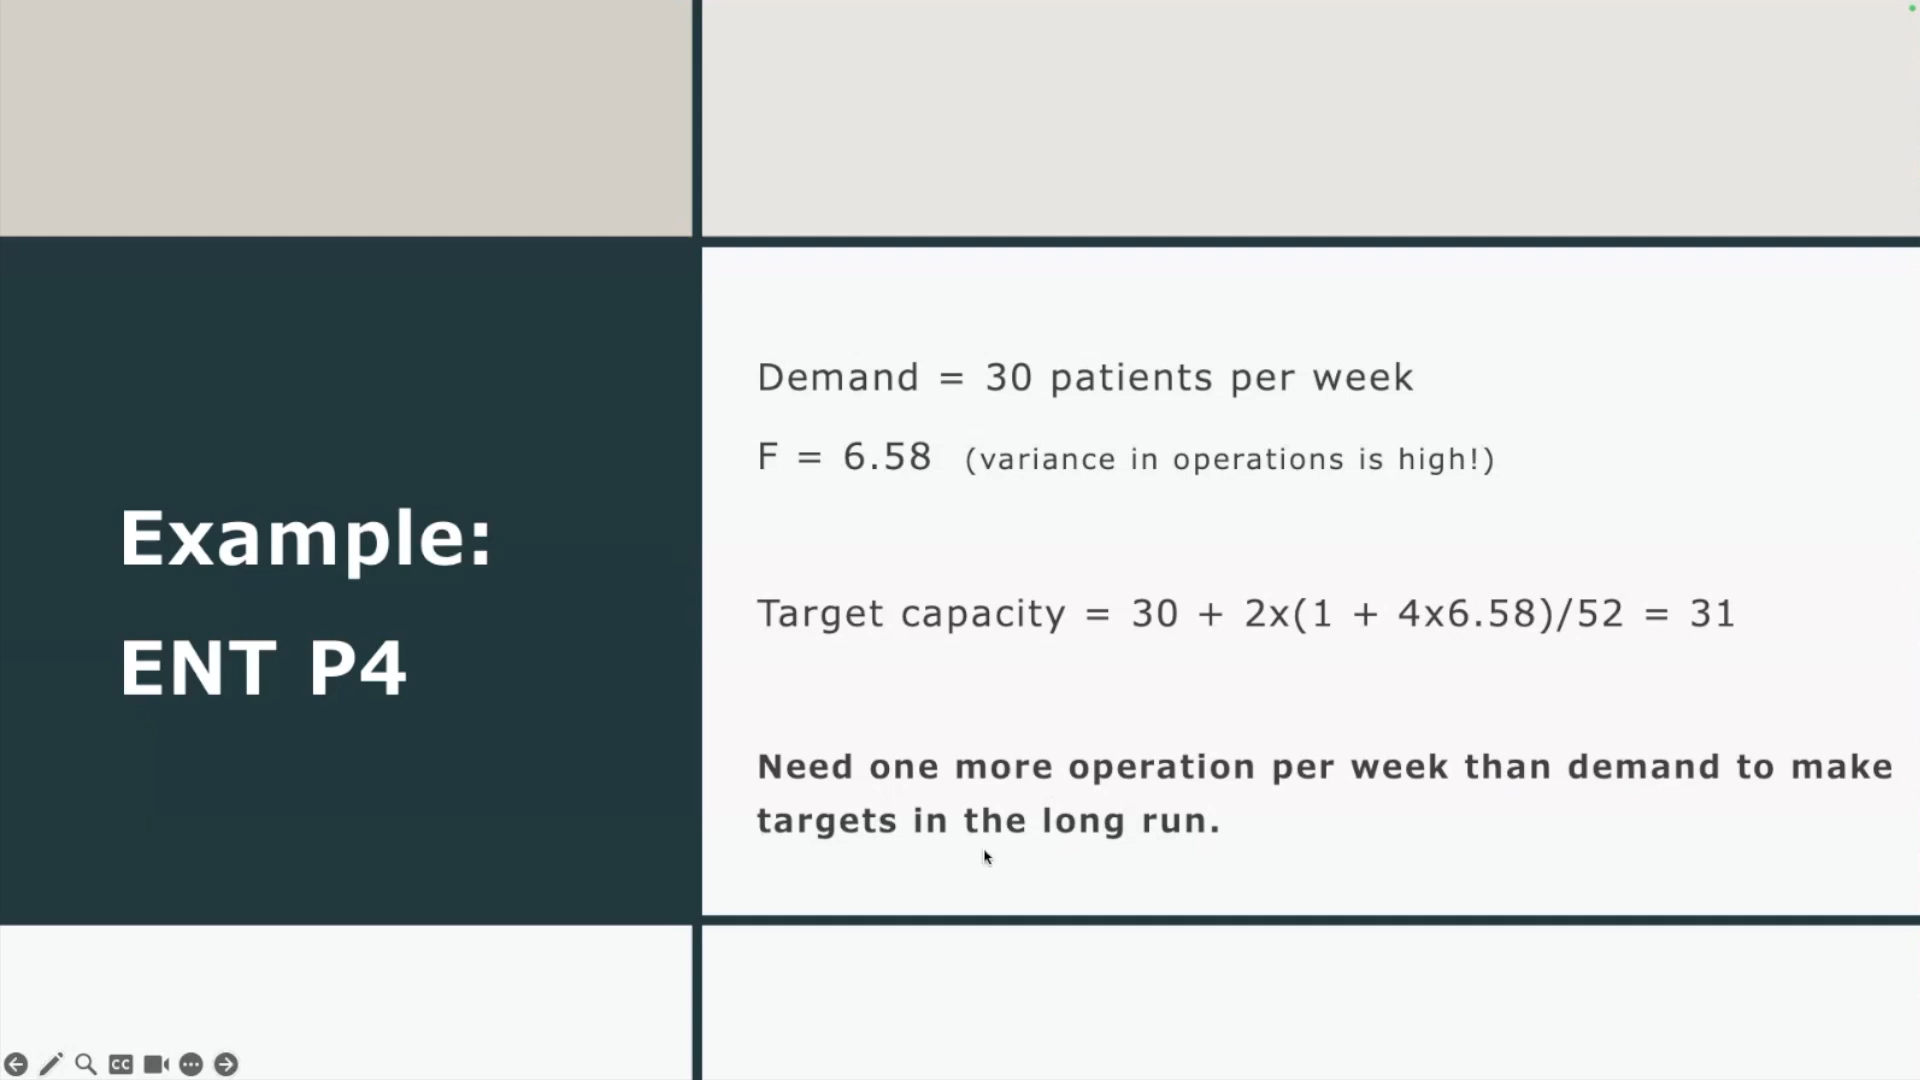 Example:
ENT P4
Demand = 30 patients per week
F = 6.58 (variance in operations is high!)
Target capacity = 30 + 2x(1 + 4x6.58)/52 = 31
Need one more operation per week than demand to make
targets in the long run.
CC